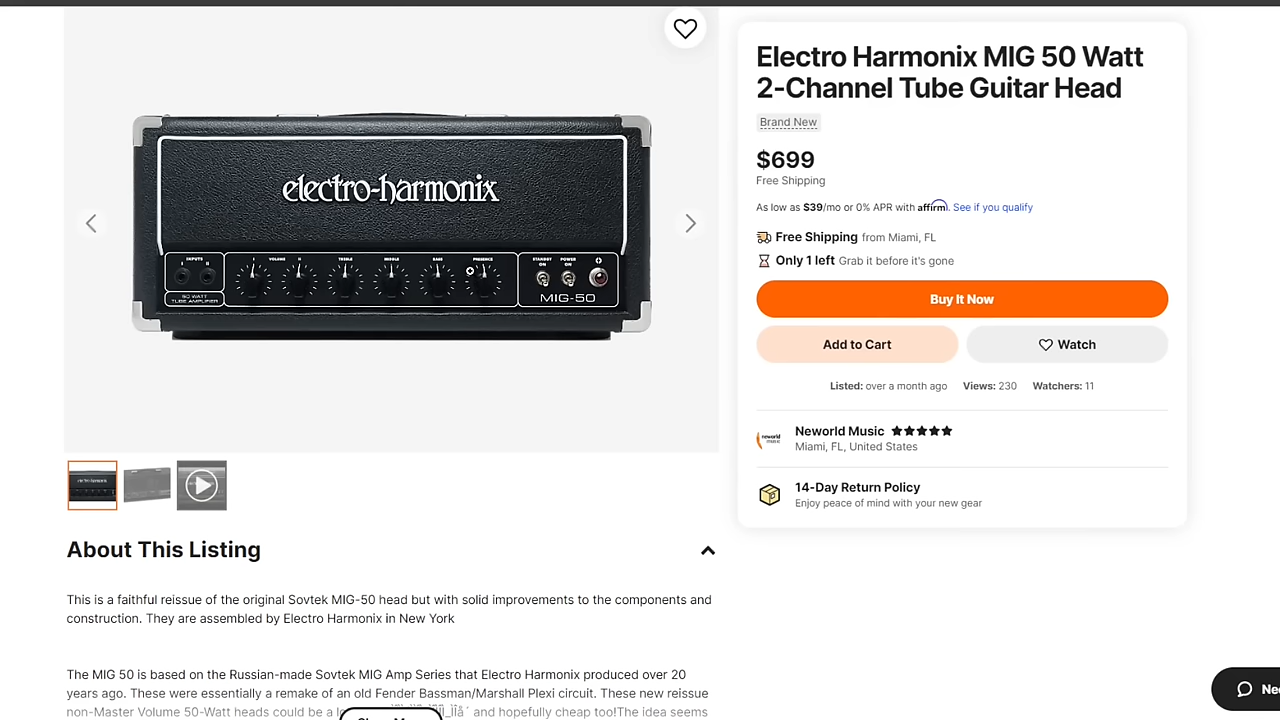 Electro Harmonix MIG 50 Watt
2-Channel Tube Guitar Head
Brand New
$699
Free Shipping
As low as $39/mo or 0% APR with affirm. See if you qualify
Free Shipping from Miami, FL
Only 1 left Grab it before it's gone
Buy It Now
Add to Cart
Watch
Listed: over a month ago Views: 230 Watchers: 11
neworld
music
Neworld Music
Miami, FL, United States
14-Day Return Policy
Enjoy peace of mind with your new gear
electro-harmonix
INPUTS
I II
I VOLUME II TREBLE MIDDLE BASS PRESENCE
STANDBY POWER
ON ON
50 WATT
TUBE AMPLIFIER
MIG-50
About This Listing
This is a faithful reissue of the original Sovtek MIG-50 head but with solid improvements to the components and
construction. They are assembled by Electro Harmonix in New York
The MIG 50 is based on the Russian-made Sovtek MIG Amp Series that Electro Harmonix produced over 20
years ago. These were essentially a remake of an old Fender Bassman/Marshall Plexi circuit. These new reissue
non-Master Volume 50-Watt heads could be a and hopefully cheap too!The idea seems